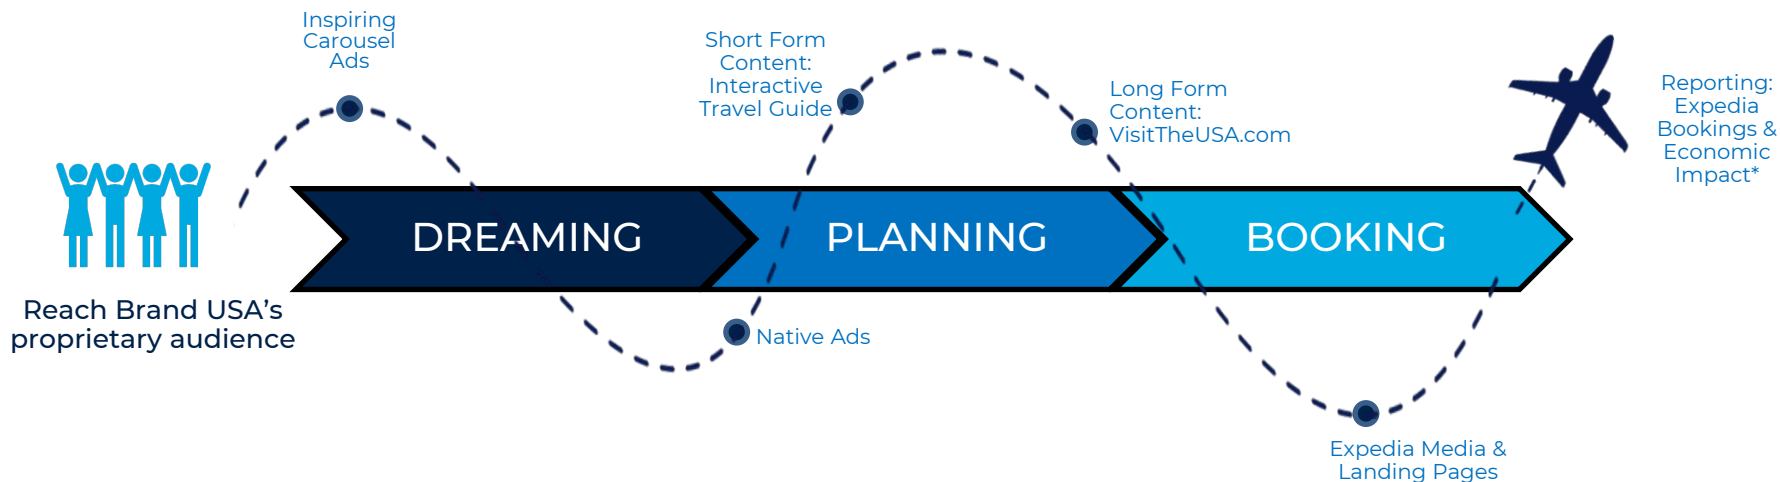 Inspiring
Carousel
Ads
Short Form
Content:
Interactive
Travel Guide
Long Form
Content:
VisitTheUSA.com
Reporting:
Expedia
Bookings &
Economic
Impact*
DREAMING
PLANNING
BOOKING
Reach Brand USA’s
proprietary audience
Native Ads
Expedia Media &
Landing Pages